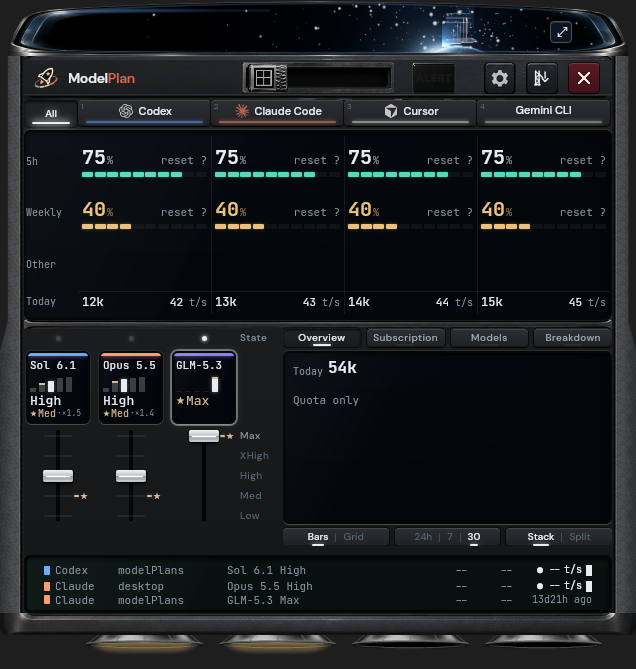 ModelPlan ALERT
All 1 Codex 2 Claude Code 3 Cursor 4 Gemini CLI
5h 75% reset ? 75% reset ? 75% reset ? 75% reset ?
Weekly 40% reset ? 40% reset ? 40% reset ? 40% reset ?
Other
Today 12k 42 t/s 13k 43 t/s 14k 44 t/s 15k 45 t/s
State Overview Subscription Models Breakdown
Sol 6.1 Opus 5.5 GLM-5.3
High High ★Max
★Med·×1.5 ★Med·×1.4
Today 54k
Quota only
Max
XHigh
High
Med
Low
Bars | Grid 24h | 7 | 30 Stack | Split
Codex modelPlans Sol 6.1 High —— —— ● —— t/s
Claude desktop Opus 5.5 High —— —— ● —— t/s
Claude modelPlans GLM-5.3 Max —— —— 13d21h ago